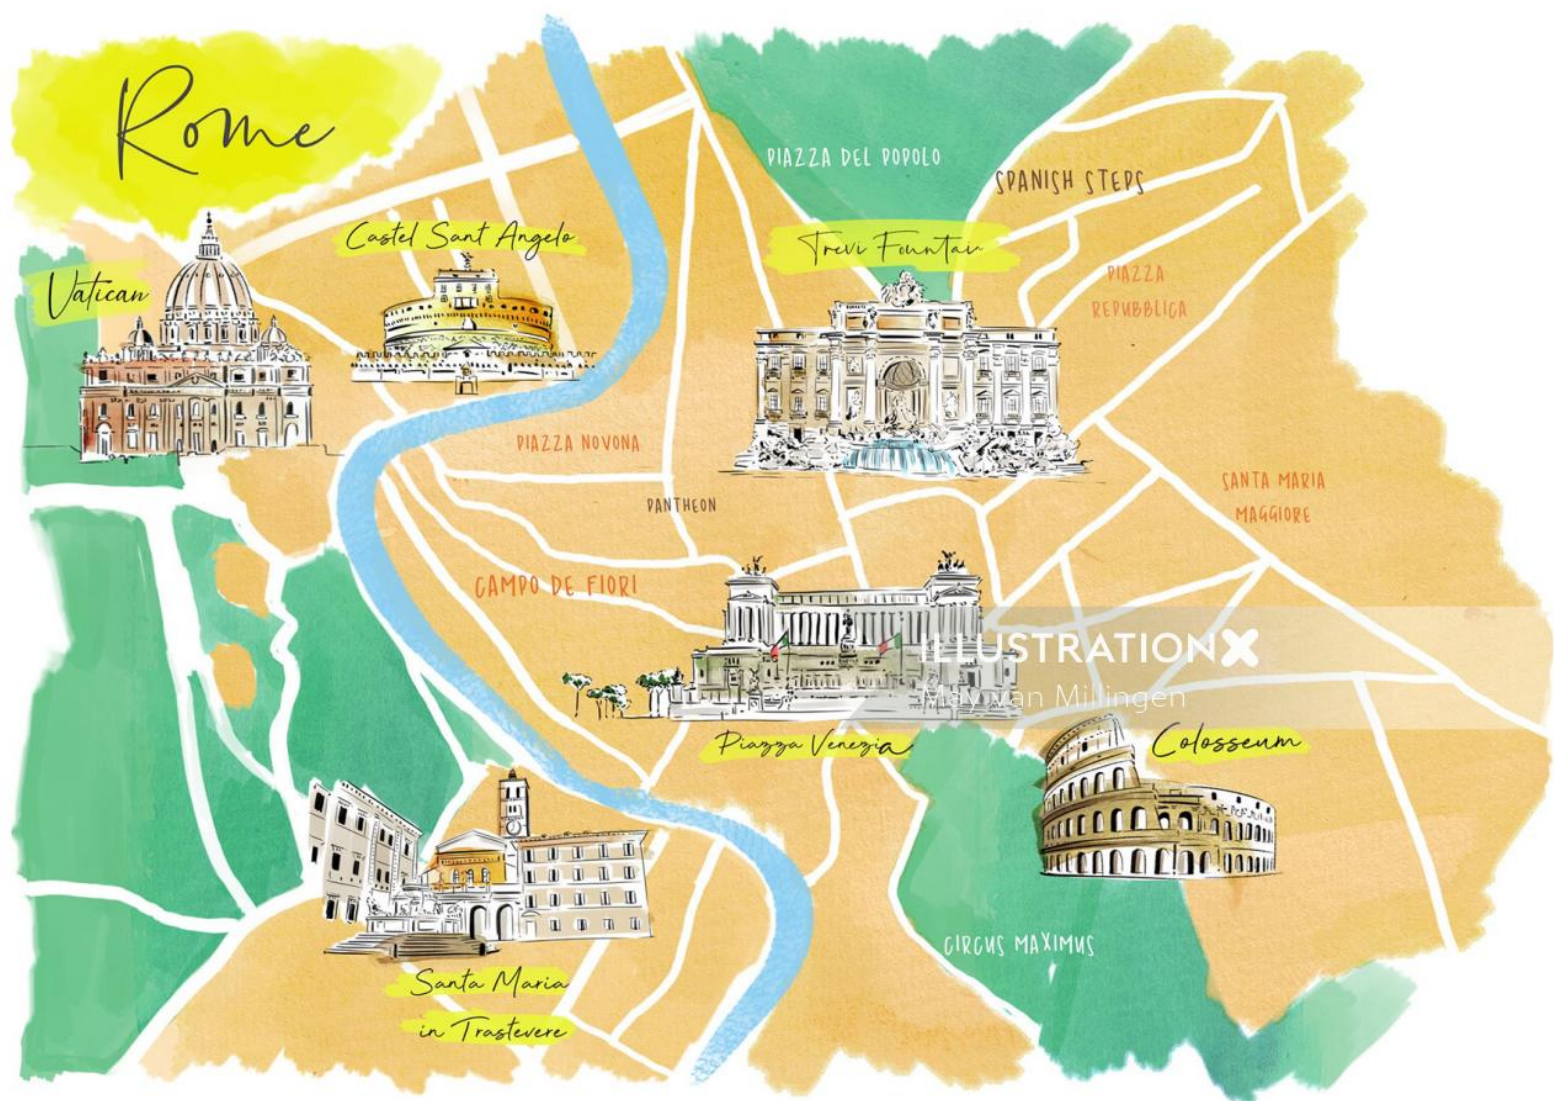 Rome
PIAZZA DEL POPOLO
SPANISH STEPS
Castel Sant Angelo
Trevi Fountain
Vatican
PIAZZA
REPUBBLICA
PIAZZA NOVONA
PANTHEON
SANTA MARIA
MAGGIORE
CAMPO DE FIORI
ILLUSTRATIONX
May van Millingen
Piazza Venezia
Colosseum
CIRCUS MAXIMUS
Santa Maria
in Trastevere